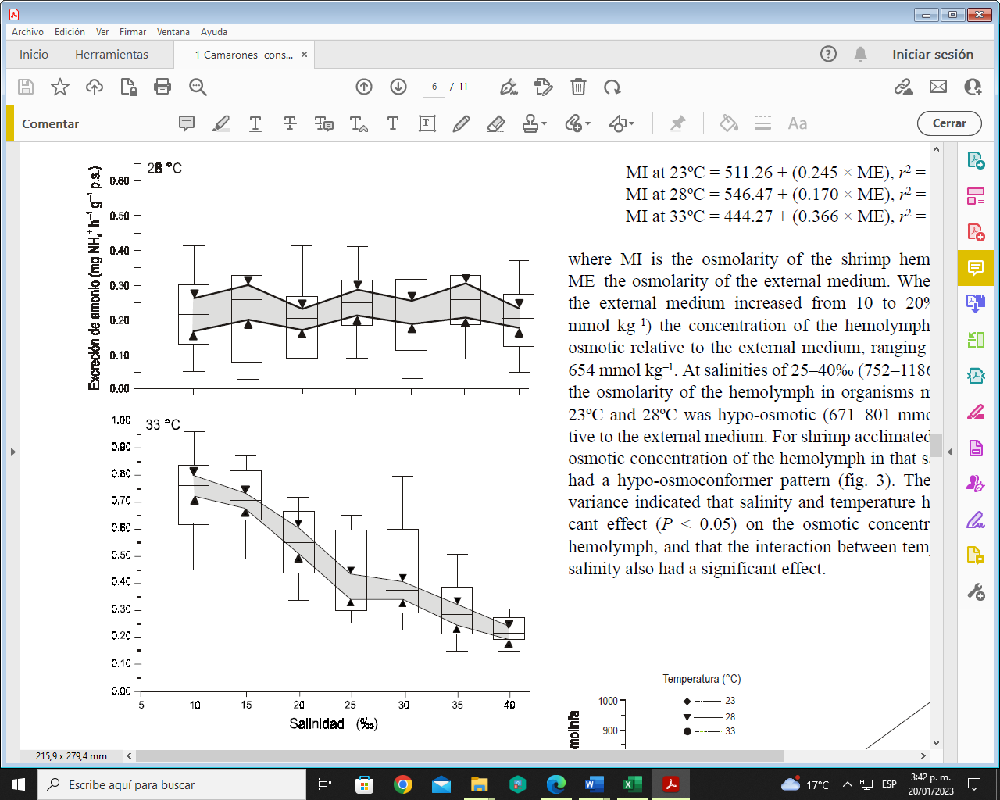 Archivo Edición Ver Firmar Ventana Ayuda
Inicio Herramientas 1 Camarones cons... × Iniciar sesión
6 / 11
Comentar Cerrar
28 °C
Excreción de amonio (mg NH₄⁺ h⁻¹ g⁻¹ p.s.)
0.60
0.50
0.40
0.30
0.20
0.10
0.00
33 °C
1.00
0.90
0.80
0.70
0.60
0.50
0.40
0.30
0.20
0.10
0.00
5 10 15 20 25 30 35 40
Salinidad (‰)
MI at 23ºC = 511.26 + (0.245 × ME), r² =
MI at 28ºC = 546.47 + (0.170 × ME), r² =
MI at 33ºC = 444.27 + (0.366 × ME), r² =
where MI is the osmolarity of the shrimp hem
ME the osmolarity of the external medium. Whe
the external medium increased from 10 to 20%
mmol kg⁻¹) the concentration of the hemolymph
osmotic relative to the external medium, ranging
654 mmol kg⁻¹. At salinities of 25–40‰ (752–1186
the osmolarity of the hemolymph in organisms m
23ºC and 28ºC was hypo-osmotic (671–801 mmo
tive to the external medium. For shrimp acclimated
osmotic concentration of the hemolymph in that s
had a hypo-osmoconformer pattern (fig. 3). The
variance indicated that salinity and temperature h
cant effect (P < 0.05) on the osmotic concentr
hemolymph, and that the interaction between tem
salinity also had a significant effect.
Temperatura (°C)
23
28
33
1000
900
molinfa
215,9 x 279,4 mm
Escribe aquí para buscar
17°C ESP 3:42 p. m.
20/01/2023